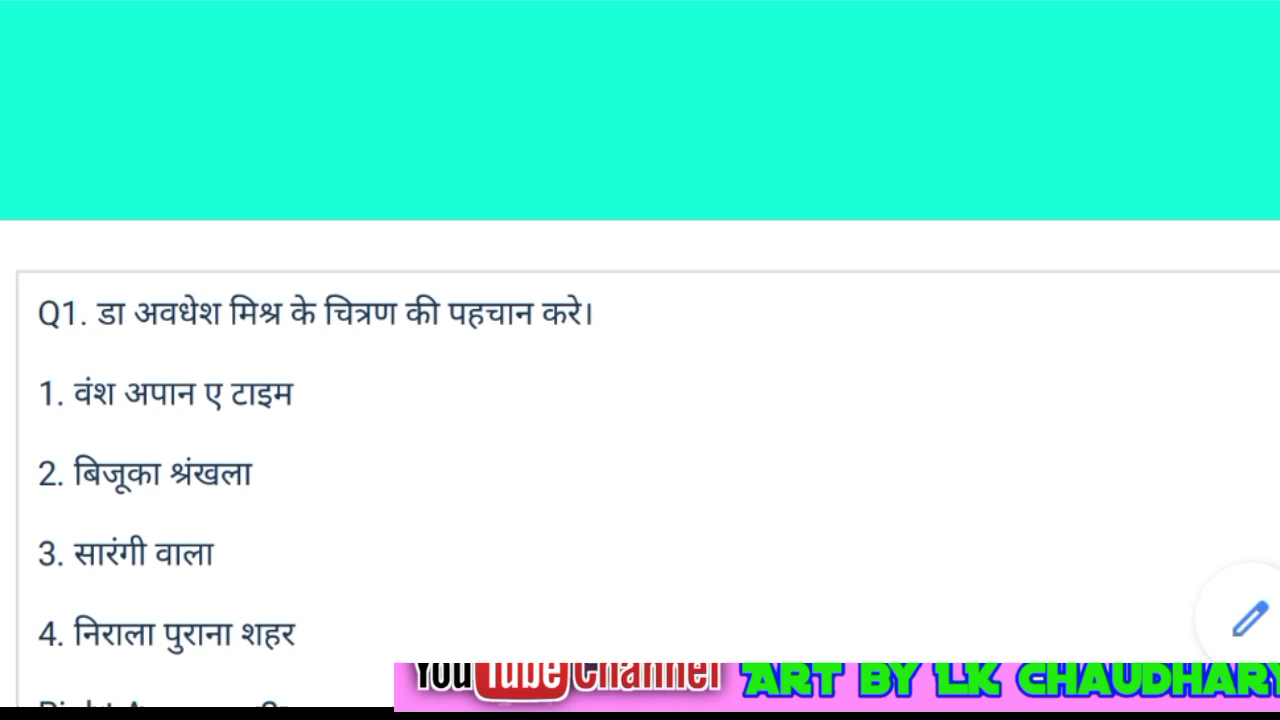 Q1. डा अवधेश मिश्र के चित्रण की पहचान करे।
1. वंश अपान ए टाइम
2. बिजूका श्रंखला
3. सारंगी वाला
4. निराला पुराना शहर
YouTube Channel ART BY LK CHAUDHARY